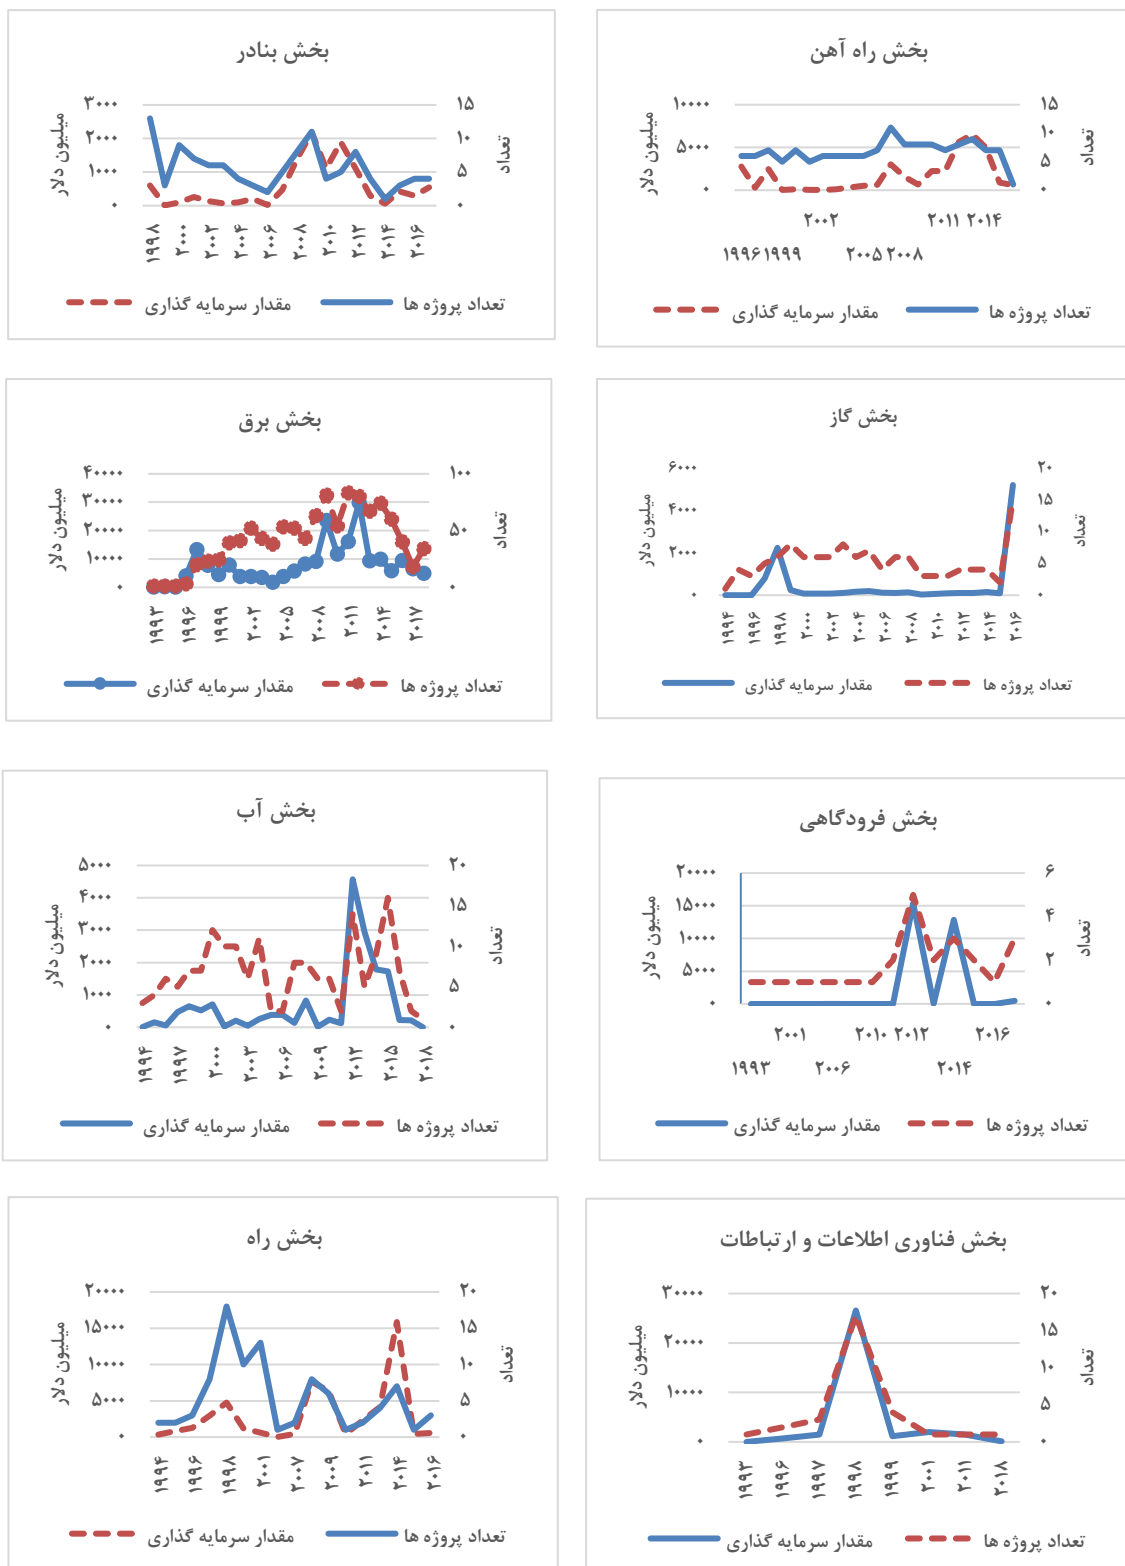 بخش بنادر
میلیون دلار
۳۰۰۰
۲۰۰۰
۱۰۰۰
۰
۱۵
۱۰
۵
۰
تعداد
۱۹۹۸
۲۰۰۰
۲۰۰۲
۲۰۰۴
۲۰۰۶
۲۰۰۸
۲۰۱۰
۲۰۱۲
۲۰۱۴
۲۰۱۶
مقدار سرمایه گذاری
تعداد پروژه ها
بخش راه آهن
میلیون دلار
۱۰۰۰۰
۵۰۰۰
۰
۱۵
۱۰
۵
۰
تعداد
۲۰۰۲ ۲۰۱۱ ۲۰۱۴
۱۹۹۶ ۱۹۹۹ ۲۰۰۵ ۲۰۰۸
مقدار سرمایه گذاری
تعداد پروژه ها
بخش برق
میلیون دلار
۴۰۰۰۰
۳۰۰۰۰
۲۰۰۰۰
۱۰۰۰۰
۰
۱۰۰
۵۰
۰
تعداد
۱۹۹۳
۱۹۹۶
۱۹۹۹
۲۰۰۲
۲۰۰۵
۲۰۰۸
۲۰۱۱
۲۰۱۴
۲۰۱۷
مقدار سرمایه گذاری
تعداد پروژه ها
بخش گاز
میلیون دلار
۶۰۰۰
۴۰۰۰
۲۰۰۰
۰
۲۰
۱۵
۱۰
۵
۰
تعداد
۱۹۹۴
۱۹۹۶
۱۹۹۸
۲۰۰۰
۲۰۰۲
۲۰۰۴
۲۰۰۶
۲۰۰۸
۲۰۱۰
۲۰۱۲
۲۰۱۴
۲۰۱۶
مقدار سرمایه گذاری
تعداد پروژه ها
بخش آب
میلیون دلار
۵۰۰۰
۴۰۰۰
۳۰۰۰
۲۰۰۰
۱۰۰۰
۰
۲۰
۱۵
۱۰
۵
۰
تعداد
۱۹۹۴
۱۹۹۷
۲۰۰۰
۲۰۰۳
۲۰۰۶
۲۰۰۹
۲۰۱۲
۲۰۱۵
۲۰۱۸
مقدار سرمایه گذاری
تعداد پروژه ها
بخش فرودگاهی
میلیون دلار
۲۰۰۰۰
۱۵۰۰۰
۱۰۰۰۰
۵۰۰۰
۰
۶
۴
۲
۰
تعداد
۲۰۰۱ ۲۰۱۰ ۲۰۱۲ ۲۰۱۶
۱۹۹۳ ۲۰۰۶ ۲۰۱۴
مقدار سرمایه گذاری
تعداد پروژه ها
بخش راه
میلیون دلار
۲۰۰۰۰
۱۵۰۰۰
۱۰۰۰۰
۵۰۰۰
۰
۲۰
۱۵
۱۰
۵
۰
تعداد
۱۹۹۴
۱۹۹۶
۱۹۹۸
۲۰۰۱
۲۰۰۷
۲۰۰۹
۲۰۱۱
۲۰۱۴
۲۰۱۶
مقدار سرمایه گذاری
تعداد پروژه ها
بخش فناوری اطلاعات و ارتباطات
میلیون دلار
۳۰۰۰۰
۲۰۰۰۰
۱۰۰۰۰
۰
۲۰
۱۵
۱۰
۵
۰
تعداد
۱۹۹۳
۱۹۹۶
۱۹۹۷
۱۹۹۸
۱۹۹۹
۲۰۰۱
۲۰۱۱
۲۰۱۸
مقدار سرمایه گذاری
تعداد پروژه ها